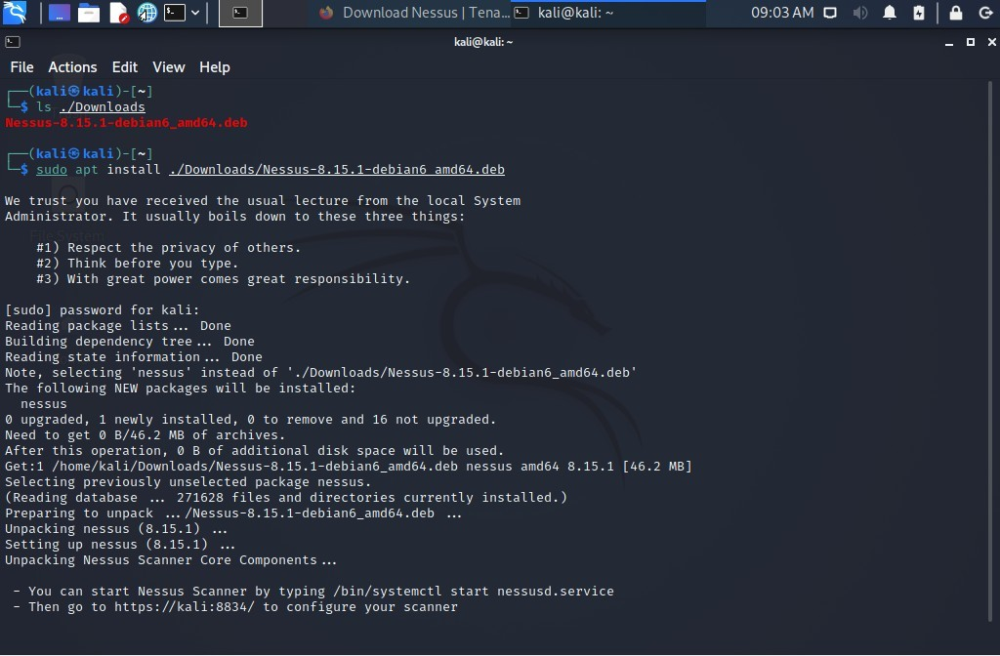 Download Nessus | Tena...
kali@kali: ~
09:03 AM
kali@kali: ~
File Actions Edit View Help
┌──(kali㉿kali)-[~]
└─$ ls ./Downloads
Nessus-8.15.1-debian6_amd64.deb
┌──(kali㉿kali)-[~]
└─$ sudo apt install ./Downloads/Nessus-8.15.1-debian6_amd64.deb
We trust you have received the usual lecture from the local System
Administrator. It usually boils down to these three things:
#1) Respect the privacy of others.
#2) Think before you type.
#3) With great power comes great responsibility.
[sudo] password for kali:
Reading package lists... Done
Building dependency tree... Done
Reading state information... Done
Note, selecting 'nessus' instead of './Downloads/Nessus-8.15.1-debian6_amd64.deb'
The following NEW packages will be installed:
nessus
0 upgraded, 1 newly installed, 0 to remove and 16 not upgraded.
Need to get 0 B/46.2 MB of archives.
After this operation, 0 B of additional disk space will be used.
Get:1 /home/kali/Downloads/Nessus-8.15.1-debian6_amd64.deb nessus amd64 8.15.1 [46.2 MB]
Selecting previously unselected package nessus.
(Reading database ... 271628 files and directories currently installed.)
Preparing to unpack .../Nessus-8.15.1-debian6_amd64.deb ...
Unpacking nessus (8.15.1) ...
Setting up nessus (8.15.1) ...
Unpacking Nessus Scanner Core Components...
- You can start Nessus Scanner by typing /bin/systemctl start nessusd.service
- Then go to https://kali:8834/ to configure your scanner